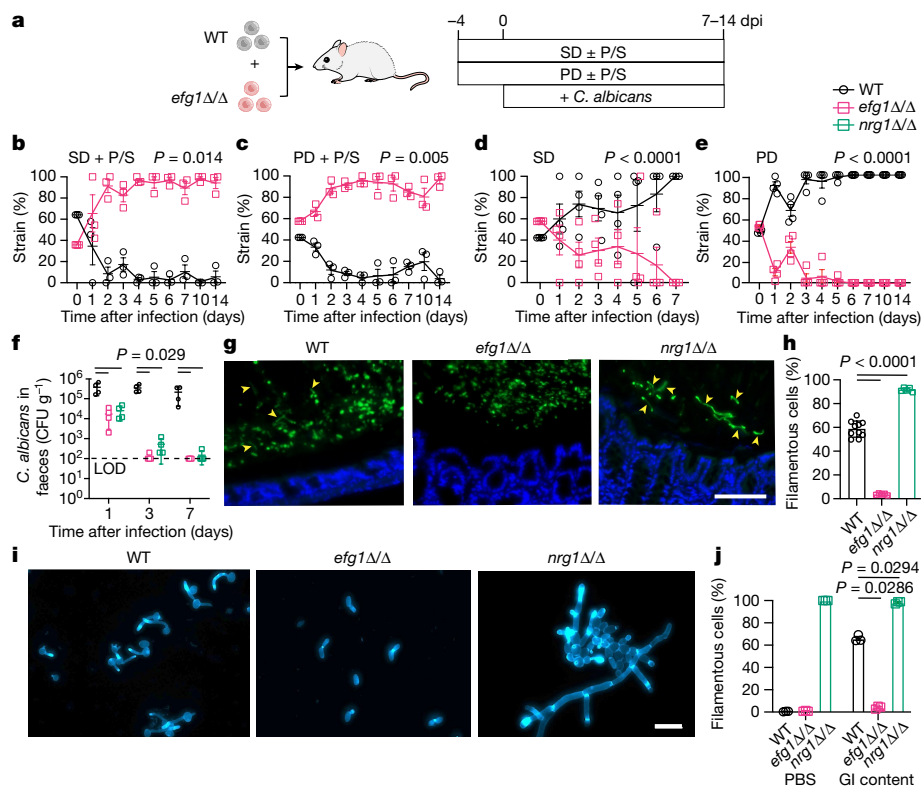 a
−4 0 7–14 dpi
WT
+
efg1Δ/Δ
SD ± P/S
PD ± P/S
+ C. albicans
WT
efg1Δ/Δ
nrg1Δ/Δ
b SD + P/S P = 0.014
Strain (%)
100
80
60
40
20
0
0 1 2 3 4 5 6 7 10 14
Time after infection (days)
c PD + P/S P = 0.005
Strain (%)
100
80
60
40
20
0
0 1 2 3 4 5 6 7 10 14
Time after infection (days)
d SD P < 0.0001
Strain (%)
100
80
60
40
20
0
0 1 2 3 4 5 6 7
Time after infection (days)
e PD P < 0.0001
Strain (%)
100
80
60
40
20
0
0 1 2 3 4 5 6 7 10 14
Time after infection (days)
f
P = 0.029
C. albicans in
faeces (CFU g⁻¹)
10⁶
10⁵
10⁴
10³
10²
10¹
10⁰
LOD
1 3 7
Time after infection (days)
g WT efg1Δ/Δ nrg1Δ/Δ
h
P < 0.0001
Filamentous cells (%)
100
80
60
40
20
0
WT
efg1Δ/Δ
nrg1Δ/Δ
i WT efg1Δ/Δ nrg1Δ/Δ
j
P = 0.0294
P = 0.0286
Filamentous cells (%)
100
80
60
40
20
0
WT
efg1Δ/Δ
nrg1Δ/Δ
WT
efg1Δ/Δ
nrg1Δ/Δ
PBS GI content